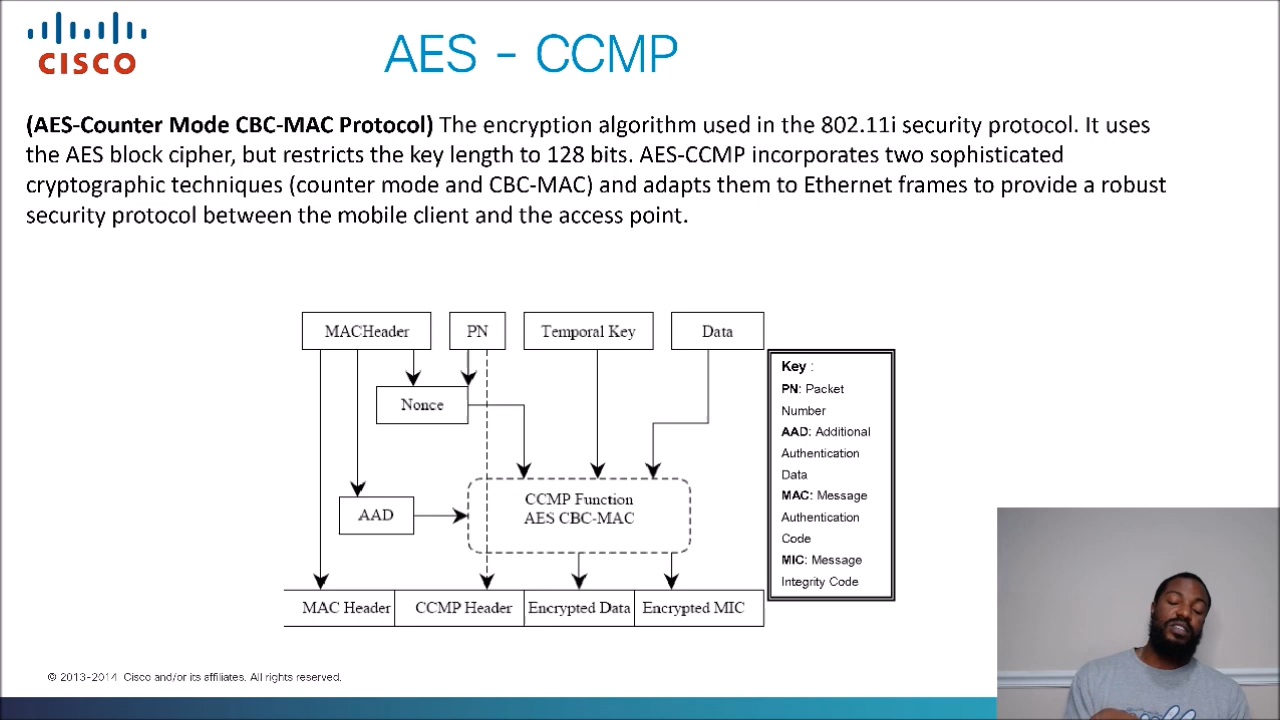 CISCO
AES - CCMP
(AES-Counter Mode CBC-MAC Protocol) The encryption algorithm used in the 802.11i security protocol. It uses
the AES block cipher, but restricts the key length to 128 bits. AES-CCMP incorporates two sophisticated
cryptographic techniques (counter mode and CBC-MAC) and adapts them to Ethernet frames to provide a robust
security protocol between the mobile client and the access point.
MACHeader
PN
Temporal Key
Data
Nonce
AAD
CCMP Function
AES CBC-MAC
MAC Header
CCMP Header
Encrypted Data
Encrypted MIC
Key :
PN: Packet
Number
AAD: Additional
Authentication
Data
MAC: Message
Authentication
Code
MIC: Message
Integrity Code
© 2013-2014 Cisco and/or its affiliates. All rights reserved.